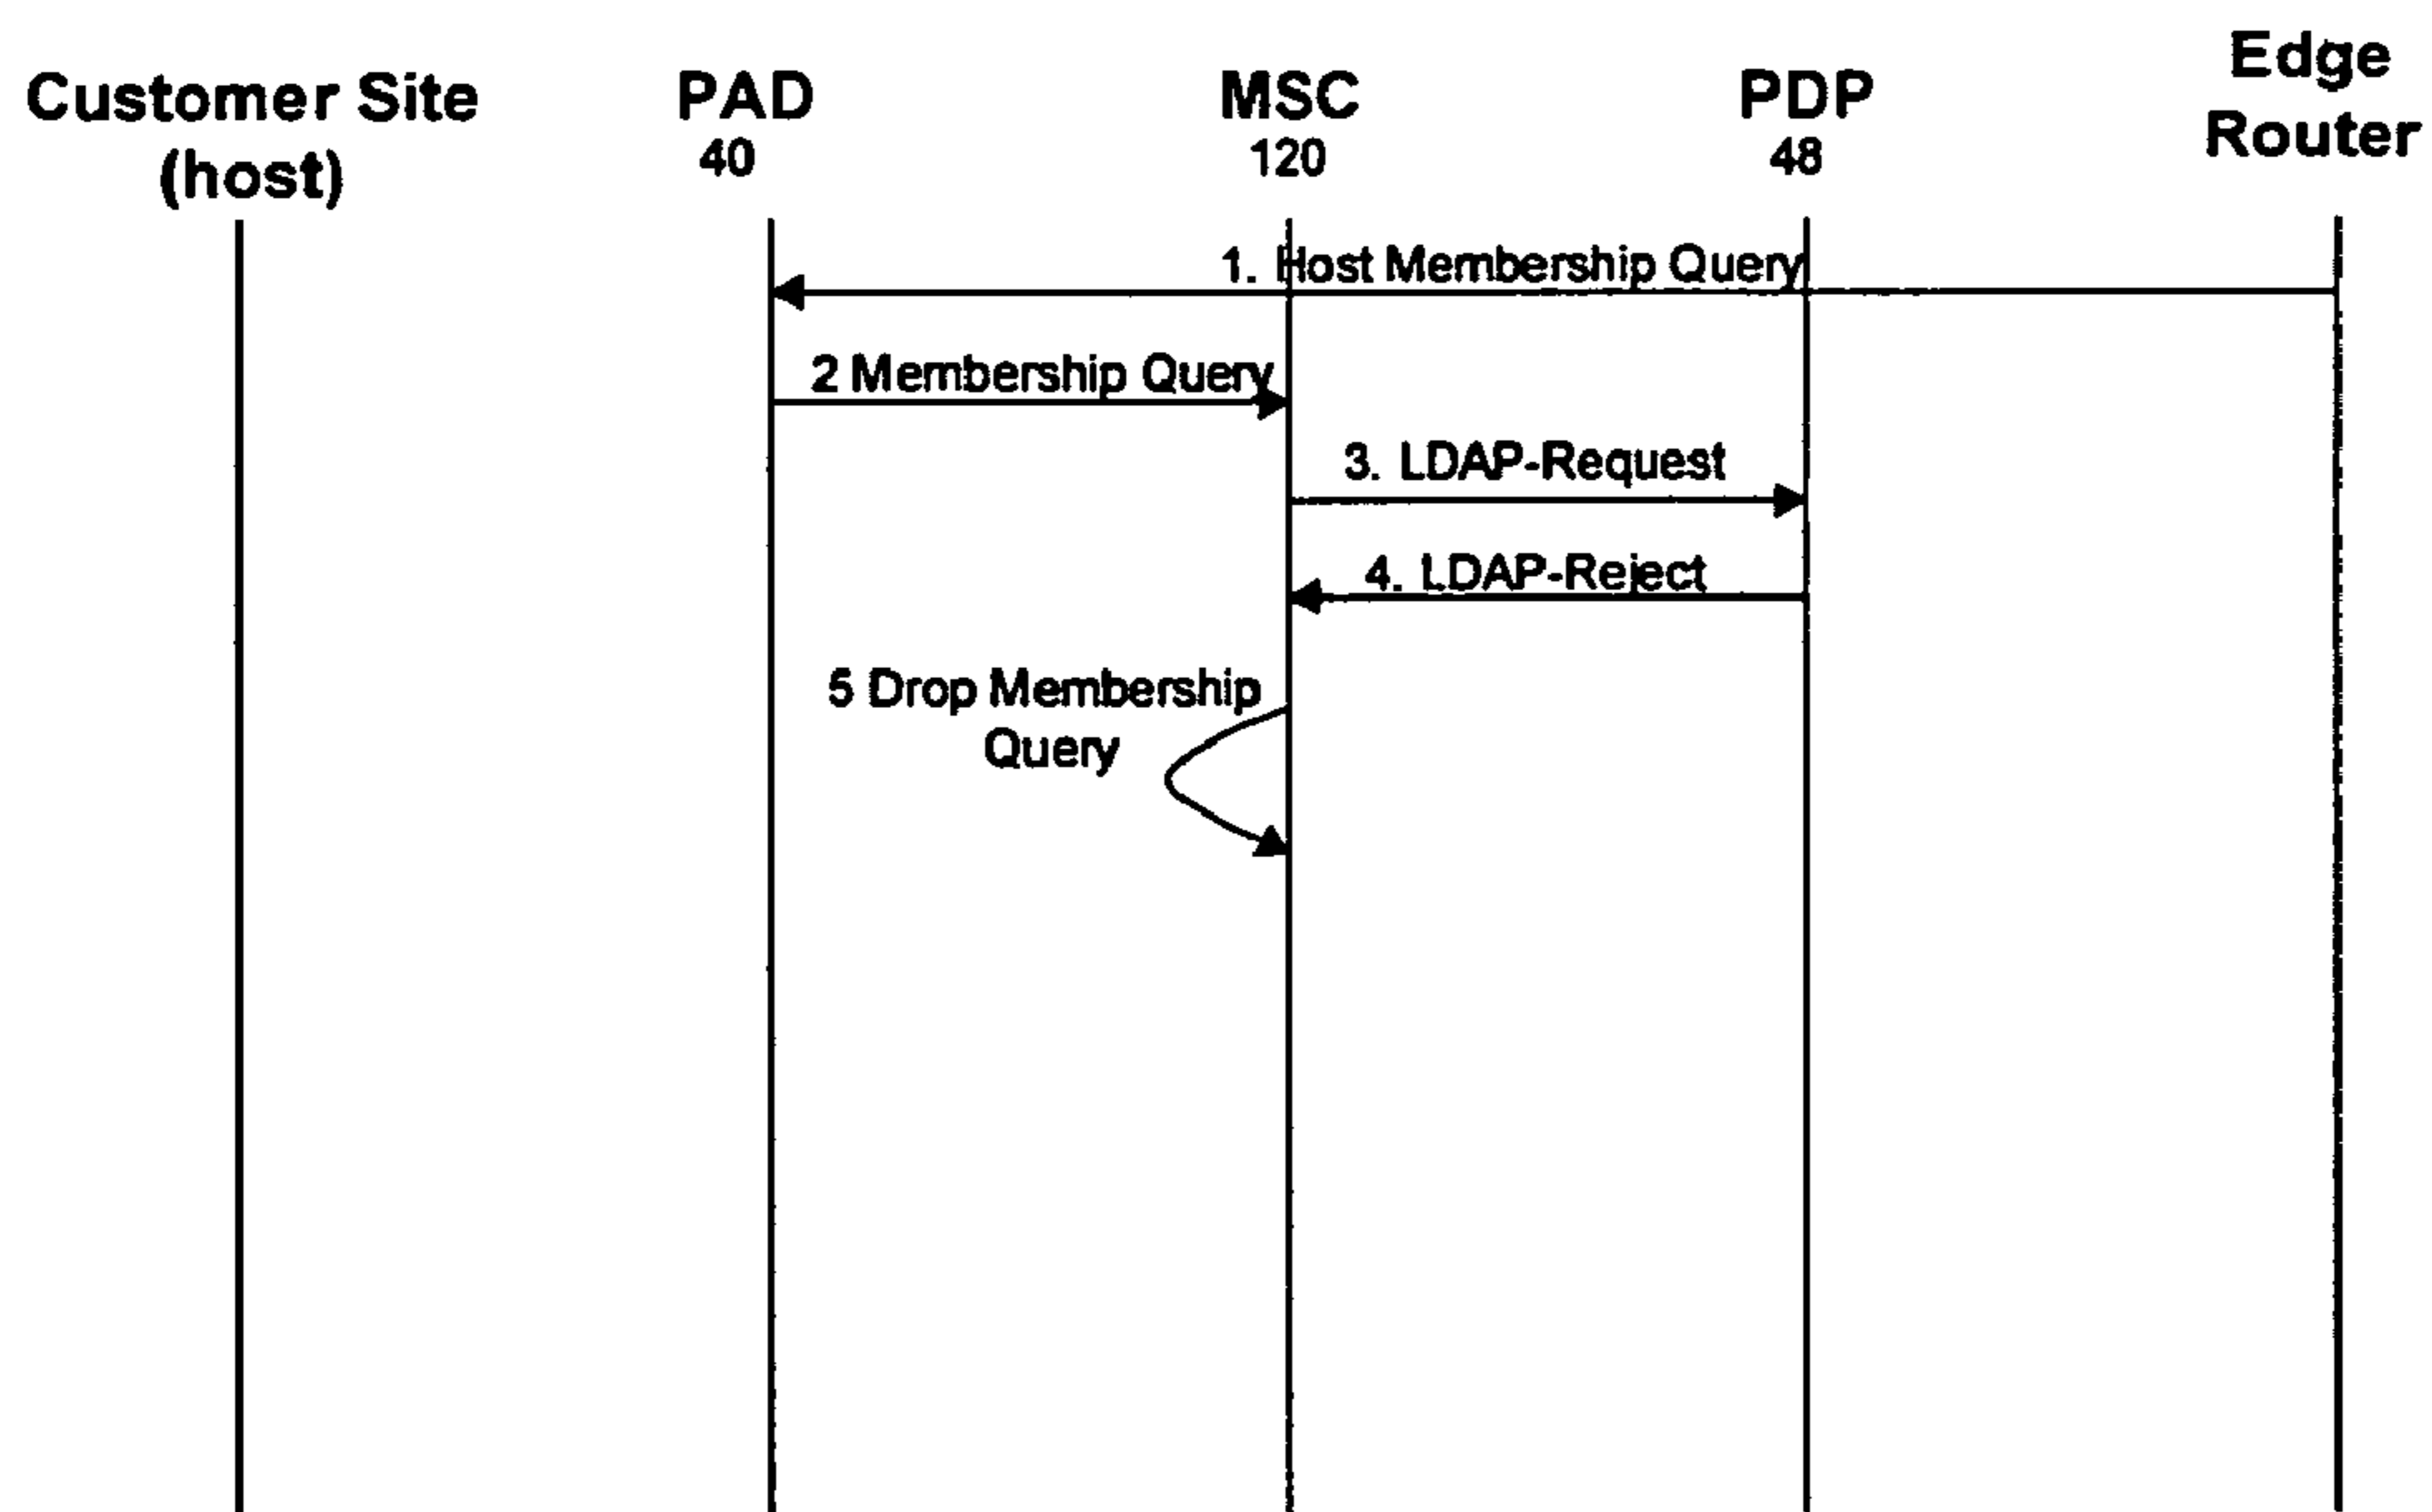 Customer Site
(host)
PAD
40
MSC
120
PDP
48
Edge
Router
1. Host Membership Query
2 Membership Query
3. LDAP-Request
4. LDAP-Reject
5 Drop Membership
Query